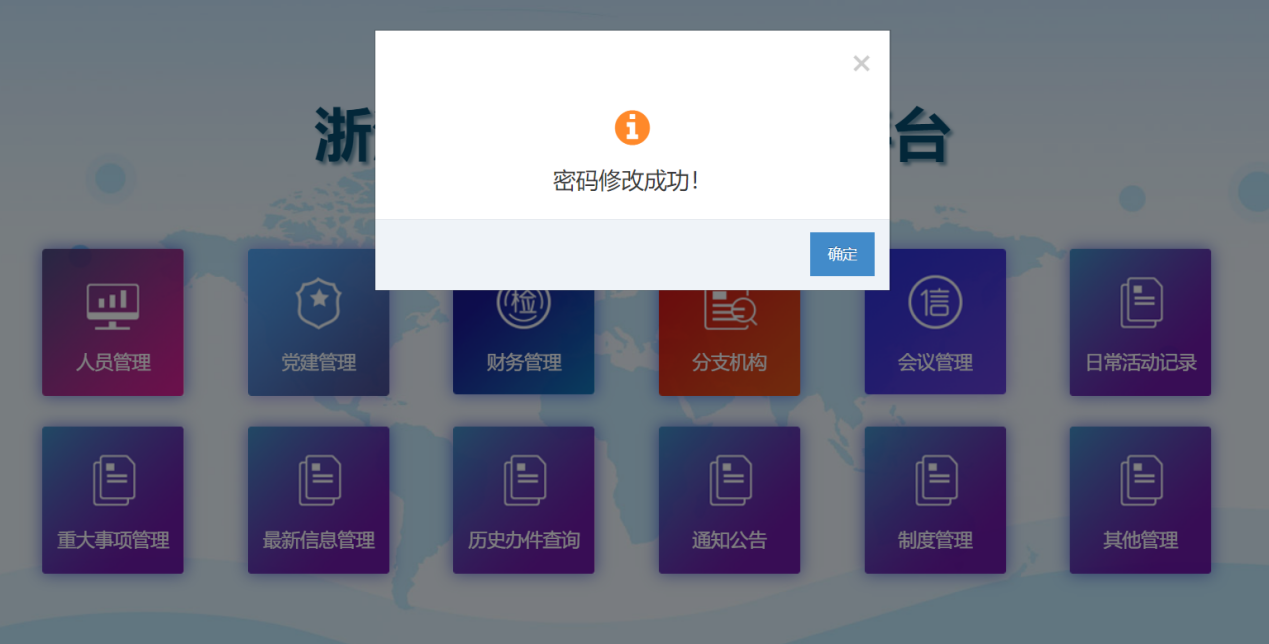 浙
台
密码修改成功!
确定
人员管理
党建管理
检
财务管理
分支机构
信
会议管理
日常活动记录
重大事项管理
最新信息管理
历史办件查询
通知公告
制度管理
其他管理